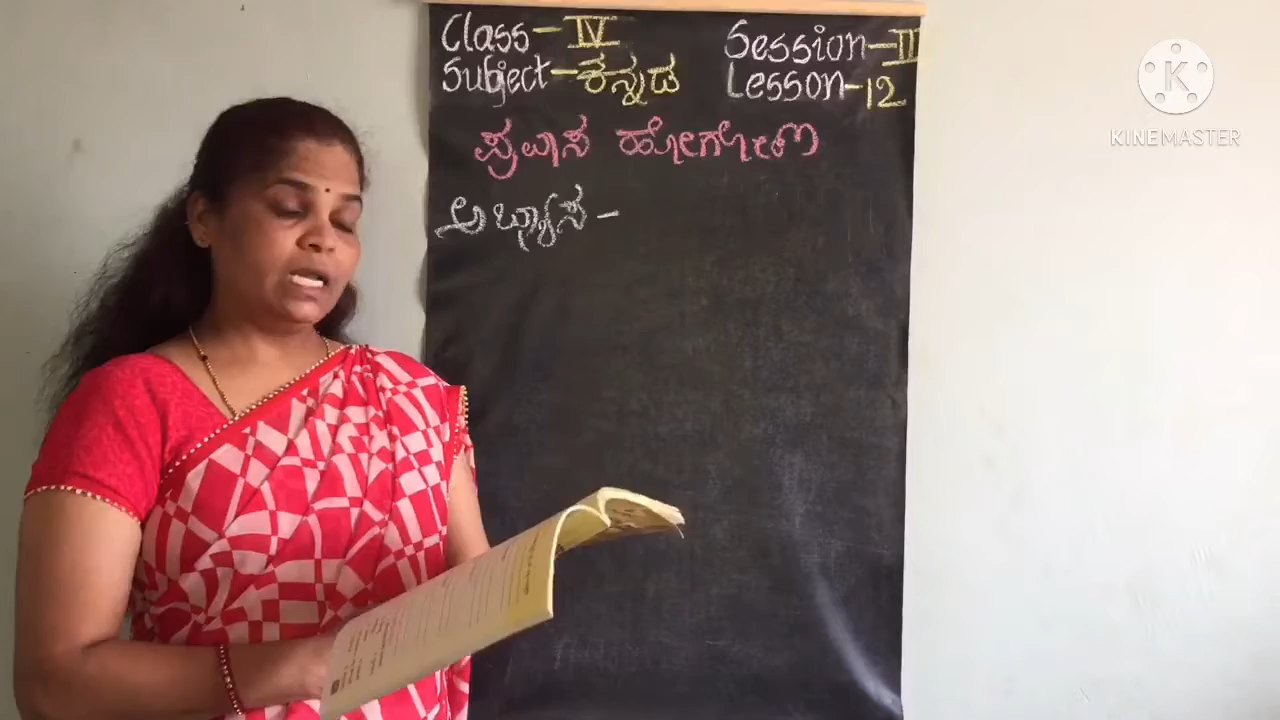 Class-IV Session-III
Subject-ಕನ್ನಡ Lesson-12
ಪ್ರವಾಸ ಹೋಗೋಣ
ಅಭ್ಯಾಸ-
K
KINEMASTER